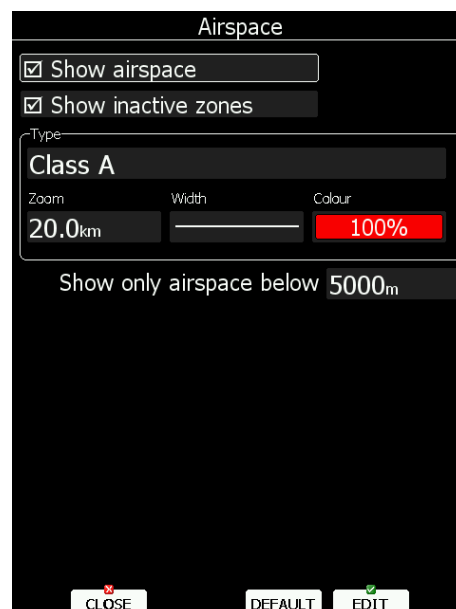 Airspace
Show airspace
Show inactive zones
Type
Class A
Zoom Width Colour
20.0km 100%
Show only airspace below 5000m
CLOSE DEFAULT EDIT